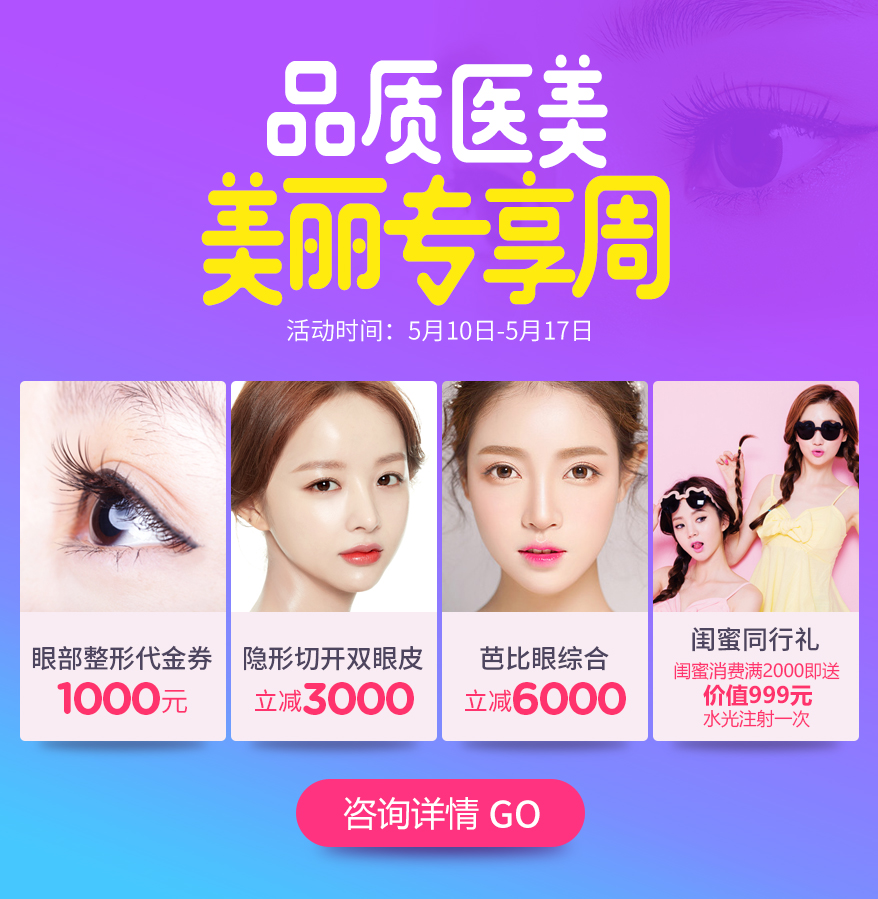 品质医美
美丽专享周
活动时间：5月10日-5月17日
眼部整形代金券
1000元
隐形切开双眼皮
立减3000
芭比眼综合
立减6000
闺蜜同行礼
闺蜜消费满2000即送
价值999元
水光注射一次
咨询详情 GO